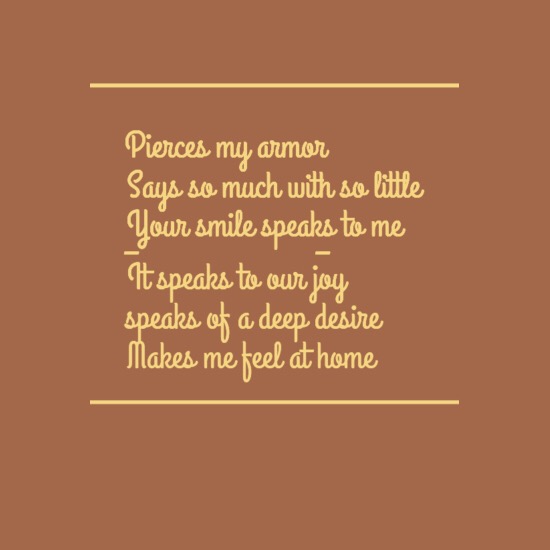 Pierces my armor
Says so much with so little
Your smile speaks to me
It speaks to our joy
speaks of a deep desire
Makes me feel at home